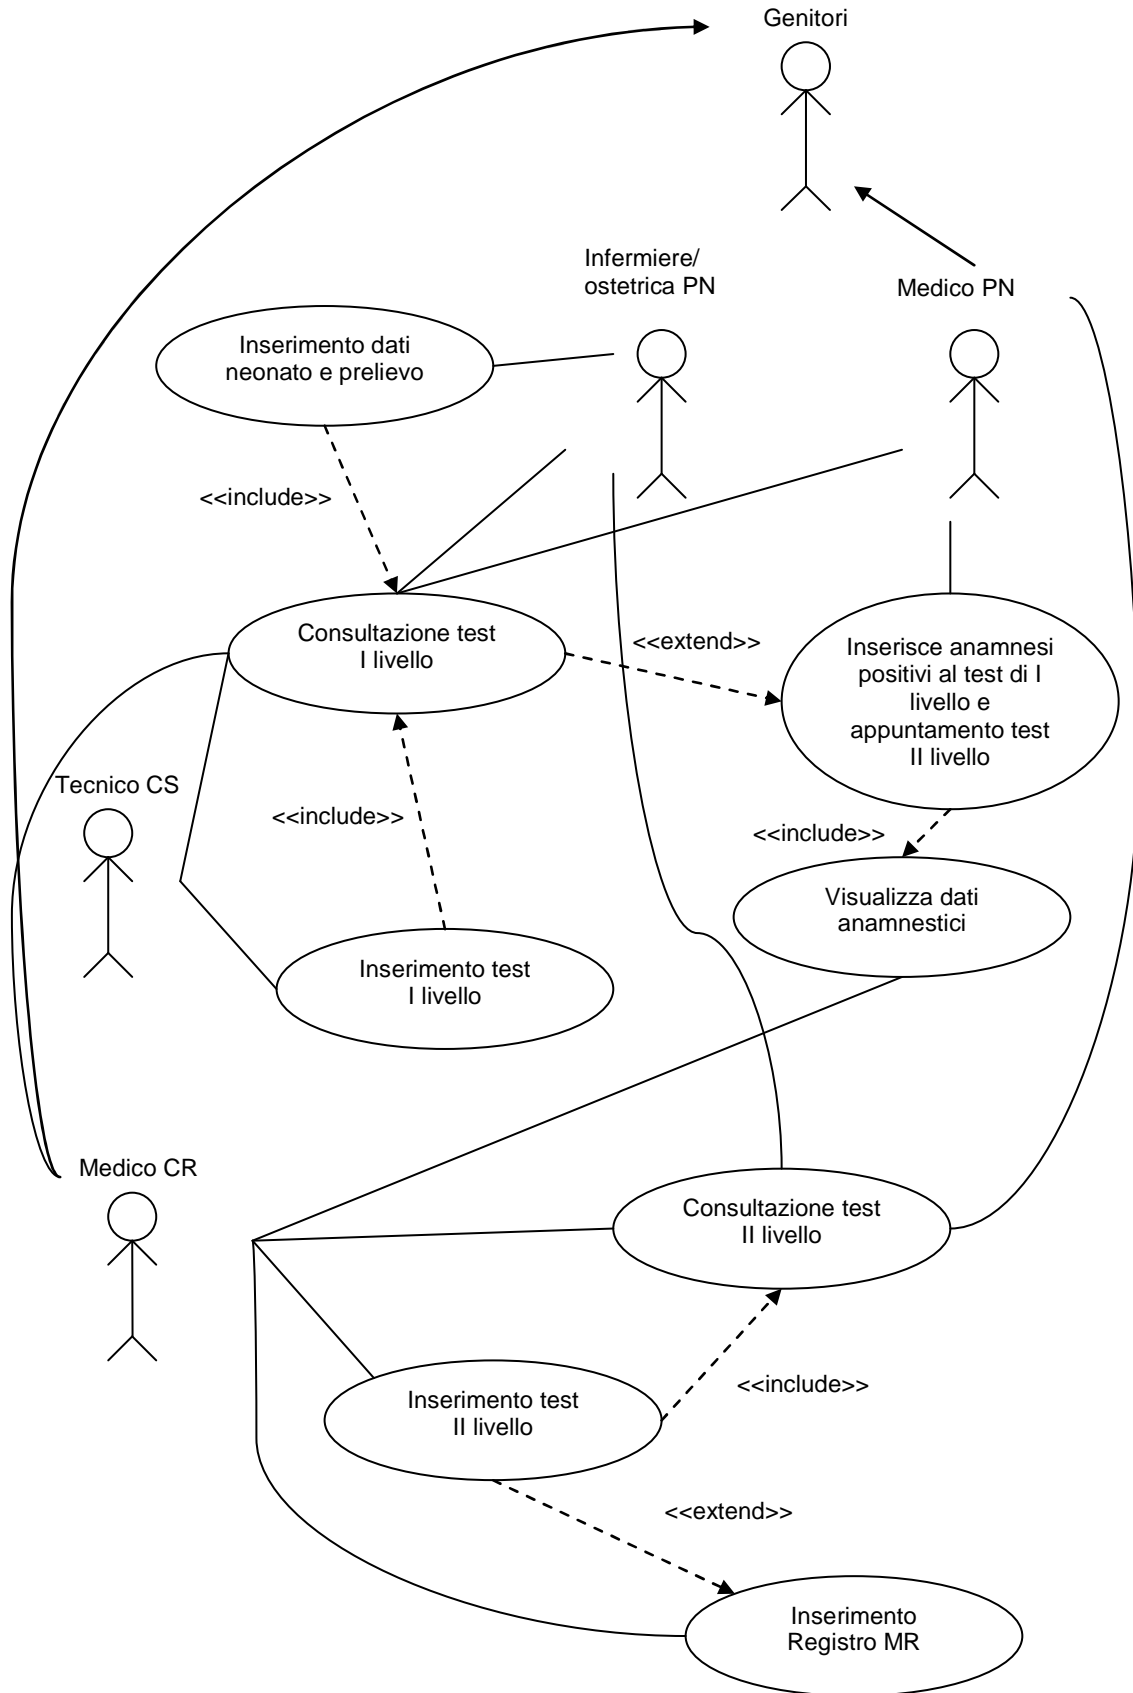 Genitori
Infermiere/
ostetrica PN
Medico PN
Inserimento dati
neonato e prelievo
<<include>>
Consultazione test
I livello
<<extend>>
Inserisce anamnesi
positivi al test di I
livello e
appuntamento test
II livello
Tecnico CS
<<include>>
<<include>>
Visualizza dati
anamnestici
Inserimento test
I livello
Medico CR
Consultazione test
II livello
<<include>>
Inserimento test
II livello
<<extend>>
Inserimento
Registro MR